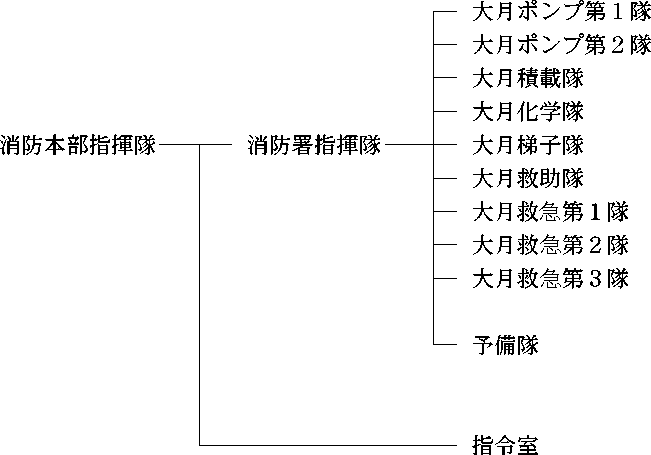 大月ポンプ第１隊
大月ポンプ第２隊
大月積載隊
大月化学隊
消防本部指揮隊 消防署指揮隊 大月梯子隊
大月救助隊
大月救急第１隊
大月救急第２隊
大月救急第３隊
予備隊
指令室